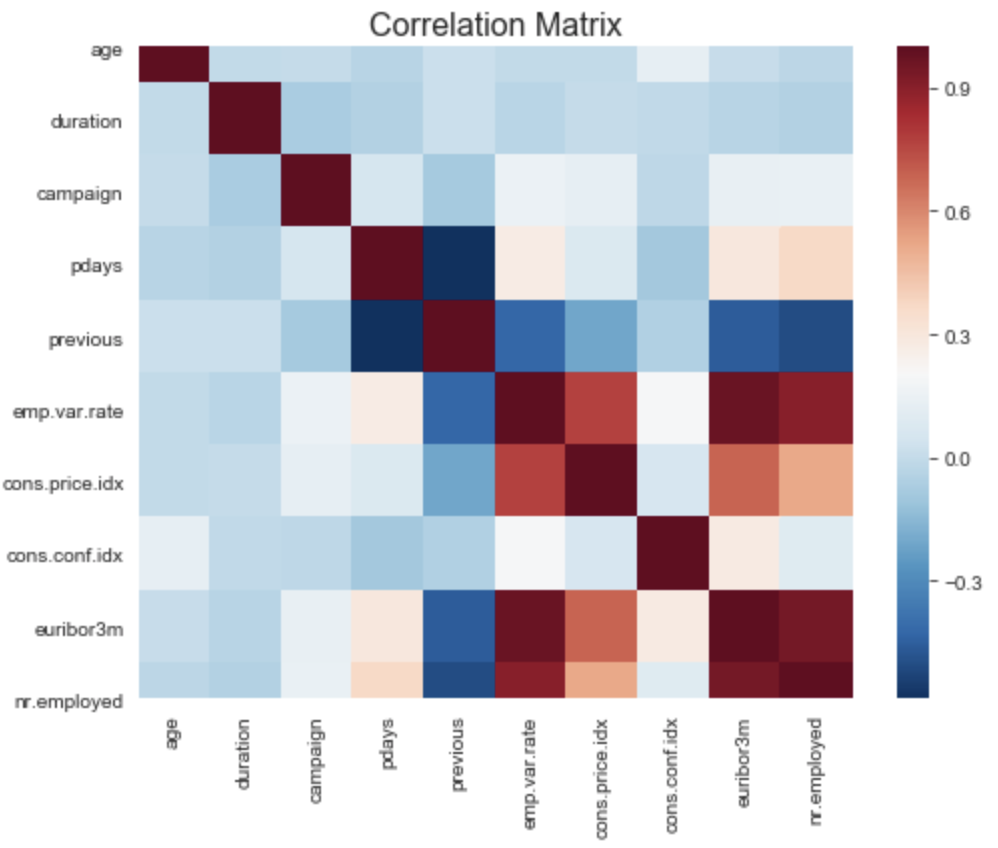 Correlation Matrix
age
duration
campaign
pdays
previous
emp.var.rate
cons.price.idx
cons.conf.idx
euribor3m
nr.employed
age
duration
campaign
pdays
previous
emp.var.rate
cons.price.idx
cons.conf.idx
euribor3m
nr.employed
0.9
0.6
0.3
0.0
−0.3